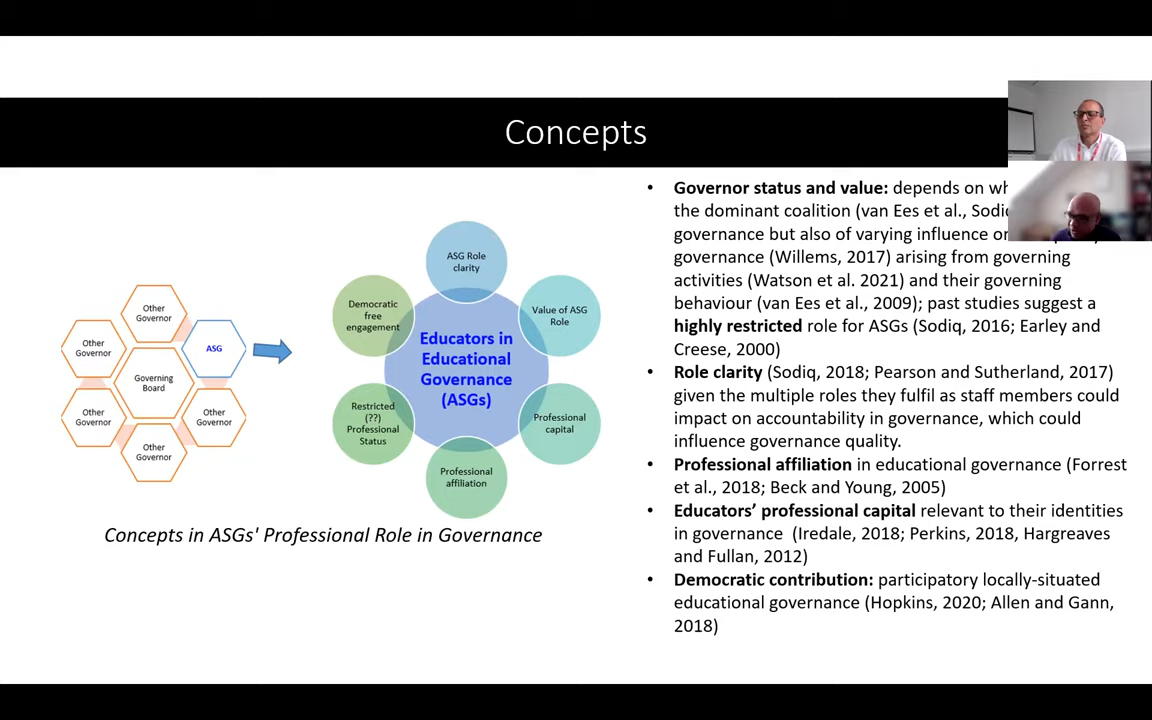 Concepts
Other
Governor
Other
Governor
ASG
Governing
Board
Other
Governor
Other
Governor
Other
Governor
ASG Role
clarity
Democratic
free
engagement
Value of ASG
Role
Educators in
Educational
Governance
(ASGs)
Restricted
(??)
Professional
Status
Professional
capital
Professional
affiliation
Concepts in ASGs' Professional Role in Governance
• Governor status and value: depends on
the dominant coalition (van Ees et al.,
governance but also of varying influence
governance (Willems, 2017) arising from governing
activities (Watson et al. 2021) and their governing
behaviour (van Ees et al., 2009); past studies suggest a
highly restricted role for ASGs (Sodiq, 2016; Earley and
Creese, 2000)
• Role clarity (Sodiq, 2018; Pearson and Sutherland, 2017)
given the multiple roles they fulfil as staff members could
impact on accountability in governance, which could
influence governance quality.
• Professional affiliation in educational governance (Forrest
et al., 2018; Beck and Young, 2005)
• Educators’ professional capital relevant to their identities
in governance (Iredale, 2018; Perkins, 2018, Hargreaves
and Fullan, 2012)
• Democratic contribution: participatory locally-situated
educational governance (Hopkins, 2020; Allen and Gann,
2018)